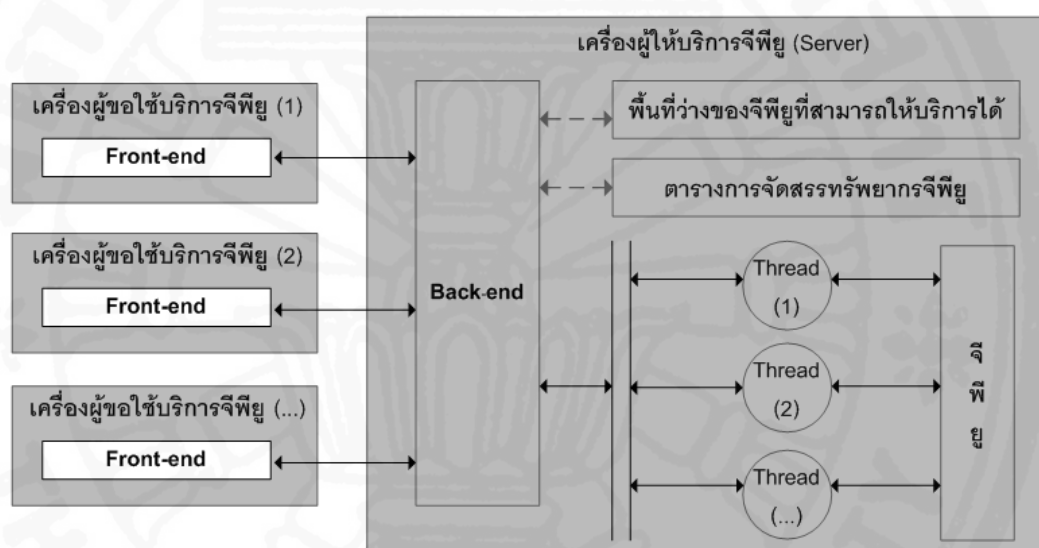 เครื่องผู้ให้บริการจีพียู (Server)
เครื่องผู้ขอใช้บริการจีพียู (1)
Front-end
เครื่องผู้ขอใช้บริการจีพียู (2)
Front-end
เครื่องผู้ขอใช้บริการจีพียู (...)
Front-end
Back-end
พื้นที่ว่างของจีพียูที่สามารถให้บริการได้
ตารางการจัดสรรทรัพยากรจีพียู
Thread
(1)
Thread
(2)
Thread
(...)
จี
พี
ยู